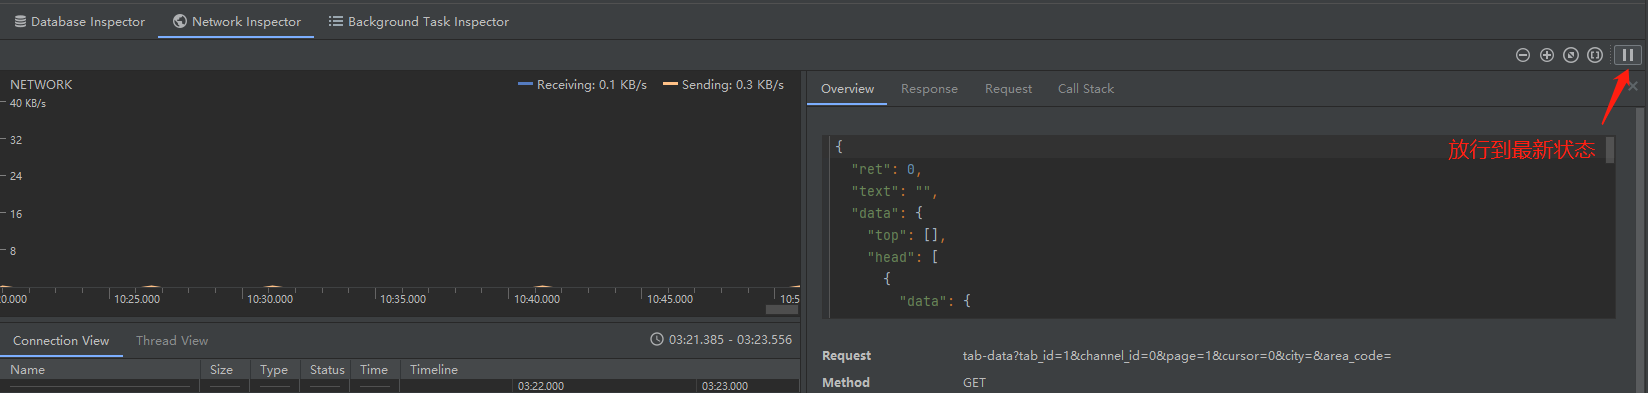 Database Inspector
Network Inspector
Background Task Inspector
NETWORK
Receiving: 0.1 KB/s
Sending: 0.3 KB/s
40 KB/s
32
24
16
8
0.000
10:25.000
10:30.000
10:35.000
10:40.000
10:45.000
10:5
Connection View
Thread View
03:21.385 - 03:23.556
Name
Size
Type
Status
Time
Timeline
03:22.000
03:23.000
Overview
Response
Request
Call Stack
放行到最新状态
{
"ret": 0,
"text": "",
"data": {
"top": [],
"head": [
{
"data": {
Request
tab-data?tab_id=1&channel_id=0&page=1&cursor=0&city=&area_code=
Method
GET